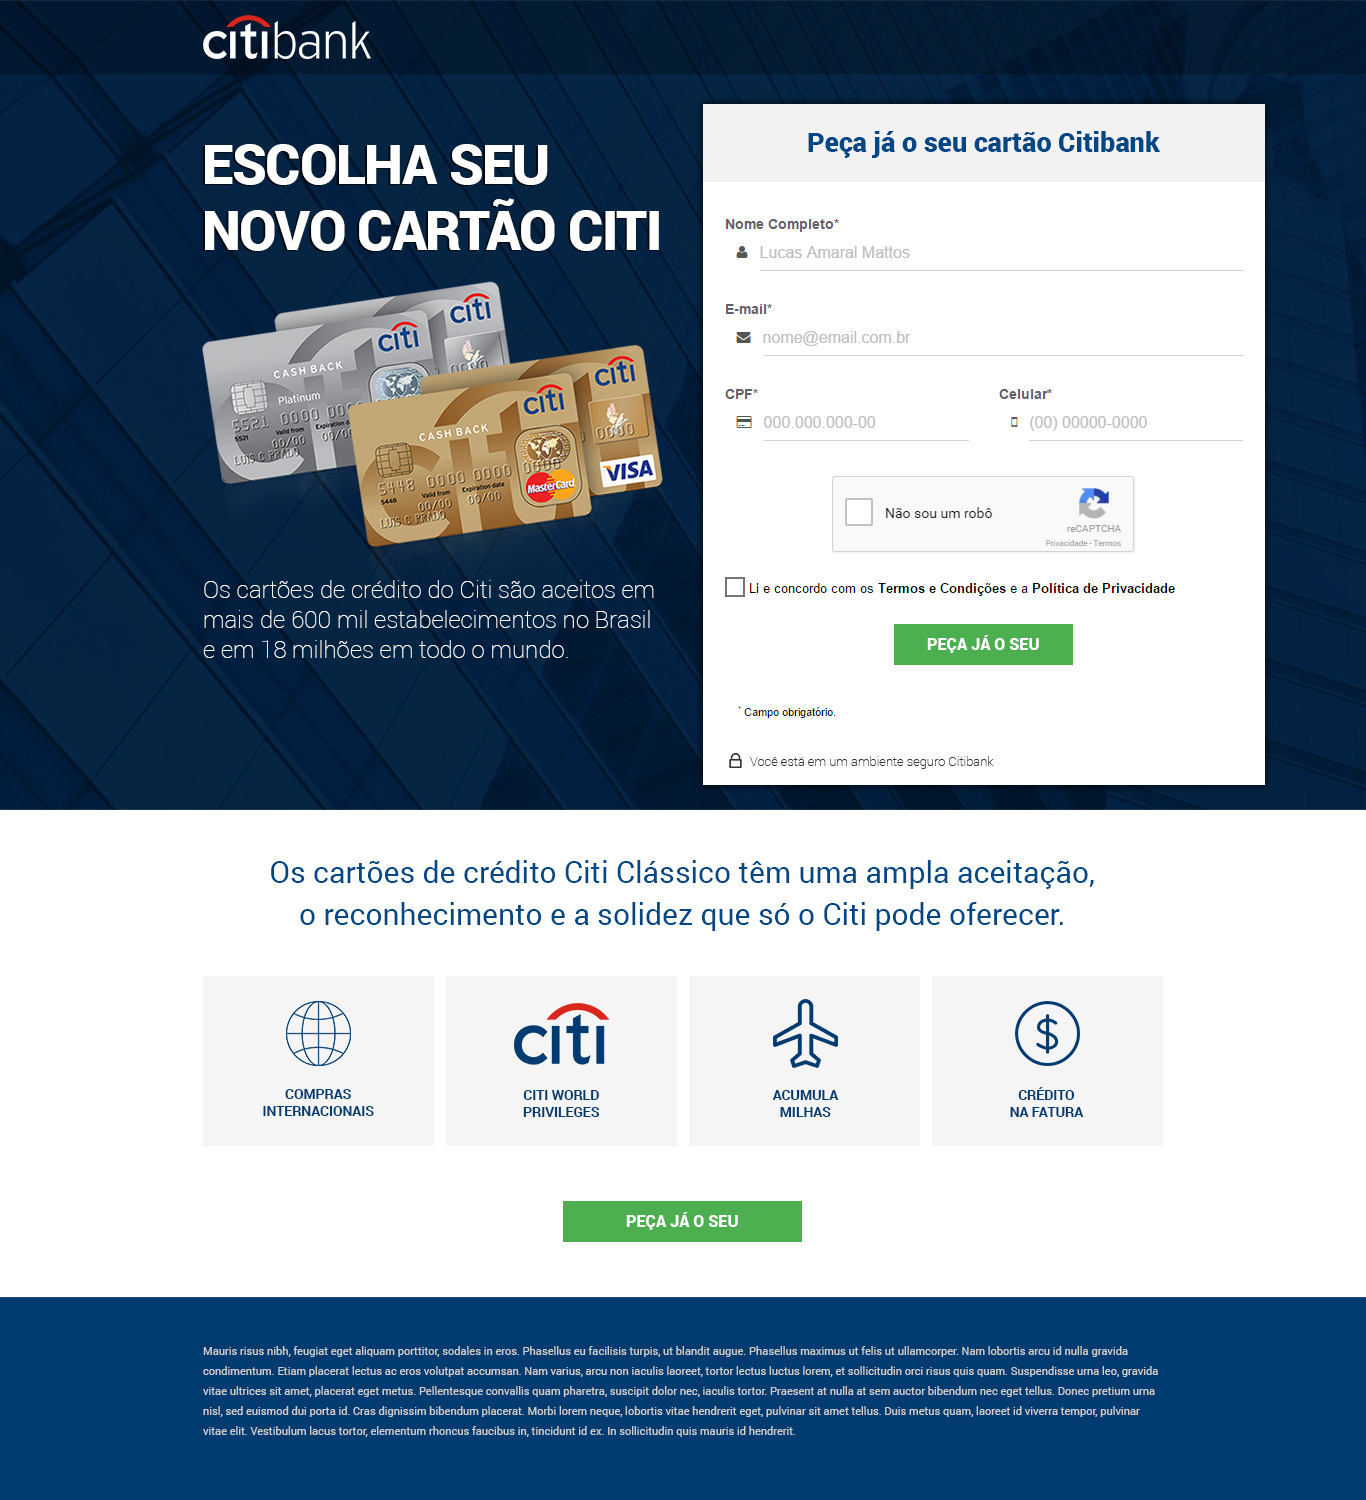 citibank
ESCOLHA SEU
NOVO CARTÃO CITI
citi
citi
CASH BACK
Platinum
5521 000 000
5521
Valid from
00/00
00/00
LUIS C PRADO
citi
citi
CASH BACK
5448 0000 0000 0000
5448
Valid from
00/00
Expiration date
00/00
LUIS C PRADO
MasterCard
VISA
Os cartões de crédito do Citi são aceitos em
mais de 600 mil estabelecimentos no Brasil
e em 18 milhões em todo o mundo.
Peça já o seu cartão Citibank
Nome Completo*
Lucas Amaral Mattos
E-mail*
nome@email.com.br
CPF* Celular*
000.000.000-00 (00) 00000-0000
Não sou um robô
reCAPTCHA
Privacidade - Termos
Li e concordo com os Termos e Condições e a Política de Privacidade
PEÇA JÁ O SEU
* Campo obrigatório.
Você está em um ambiente seguro Citibank
Os cartões de crédito Citi Clássico têm uma ampla aceitação,
o reconhecimento e a solidez que só o Citi pode oferecer.
COMPRAS
INTERNACIONAIS
citi
CITI WORLD
PRIVILEGES
ACUMULA
MILHAS
$
CRÉDITO
NA FATURA
PEÇA JÁ O SEU
Mauris risus nibh, feugiat eget aliquam porttitor, sodales in eros. Phasellus eu facilisis turpis, ut blandit augue. Phasellus maximus ut felis ut ullamcorper. Nam lobortis arcu id nulla gravida
condimentum. Etiam placerat lectus ac eros volutpat accumsan. Nam varius, arcu non iaculis laoreet, tortor lectus luctus lorem, et sollicitudin orci risus quis quam. Suspendisse urna leo, gravida
vitae ultrices sit amet, placerat eget metus. Pellentesque convallis quam pharetra, suscipit dolor nec, iaculis tortor. Praesent at nulla at sem auctor bibendum nec eget tellus. Donec pretium urna
nisl, sed euismod dui porta id. Cras dignissim bibendum placerat. Morbi lorem neque, lobortis vitae hendrerit eget, pulvinar sit amet tellus. Duis metus quam, laoreet id viverra tempor, pulvinar
vitae elit. Vestibulum lacus tortor, elementum rhoncus faucibus in, tincidunt id ex. In sollicitudin quis mauris id hendrerit.